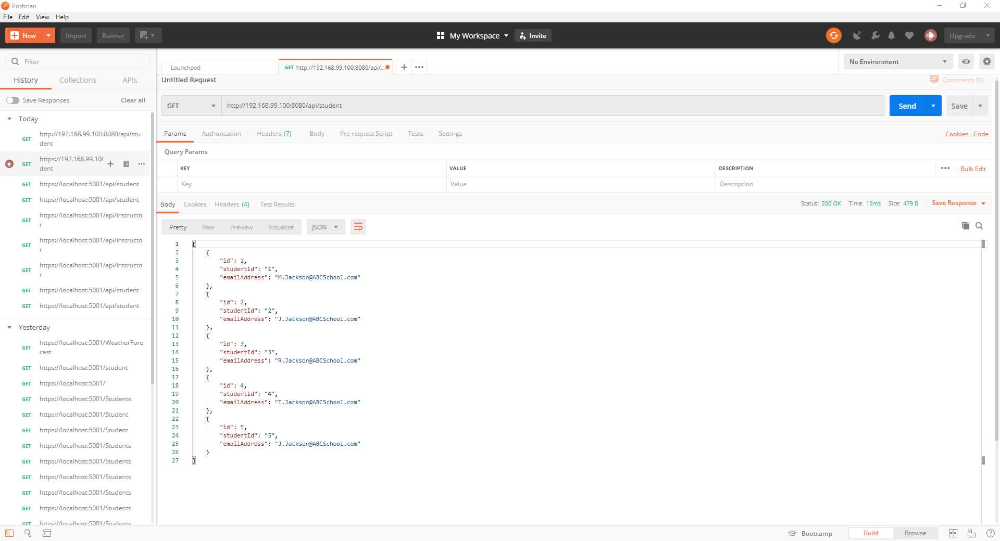 Postman
File Edit View Help
New Import Runner My Workspace Invite Upgrade
Filter
History Collections APIs
Save Responses Clear all
Today
GET http://192.168.99.100:8080/api/stu
dent
GET https://192.168.99.10
dent
GET https://localhost:5001/api/student
GET https://localhost:5001/api/student
GET https://localhost:5001/api/instructo
r
GET https://localhost:5001/api/instructo
r
GET https://localhost:5001/api/instructo
r
GET https://localhost:5001/api/student
GET https://localhost:5001/api/student
Yesterday
GET https://localhost:5001/WeatherFore
cast
GET https://localhost:5001/student
GET https://localhost:5001/
GET https://localhost:5001/Students
GET https://localhost:5001/Student
GET https://localhost:5001/Student
GET https://localhost:5001/Students
GET https://localhost:5001/Students
GET https://localhost:5001/Students
GET https://localhost:5001/Students
GET https://localhost:5001/Students
GET https://localhost:5001/Students
Launchpad GET http://192.168.99.100:8080/api/... No Environment
Untitled Request Comments (0)
GET http://192.168.99.100:8080/api/student Send Save
Params Authorization Headers (7) Body Pre-request Script Tests Settings Cookies Code
Query Params
KEY VALUE DESCRIPTION Bulk Edit
Key Value Description
Body Cookies Headers (4) Test Results Status: 200 OK Time: 15ms Size: 479 B Save Response
Pretty Raw Preview Visualize JSON
1 [
2 {
3 "id": 1,
4 "studentId": "1",
5 "emailAddress": "M.Jackson@ABCSchool.com"
6 },
7 {
8 "id": 2,
9 "studentId": "2",
10 "emailAddress": "J.Jackson@ABCSchool.com"
11 },
12 {
13 "id": 3,
14 "studentId": "3",
15 "emailAddress": "R.Jackson@ABCSchool.com"
16 },
17 {
18 "id": 4,
19 "studentId": "4",
20 "emailAddress": "T.Jackson@ABCSchool.com"
21 },
22 {
23 "id": 5,
24 "studentId": "5",
25 "emailAddress": "J.Jackson@ABCSchool.com"
26 }
27 ]
Bootcamp Build Browse